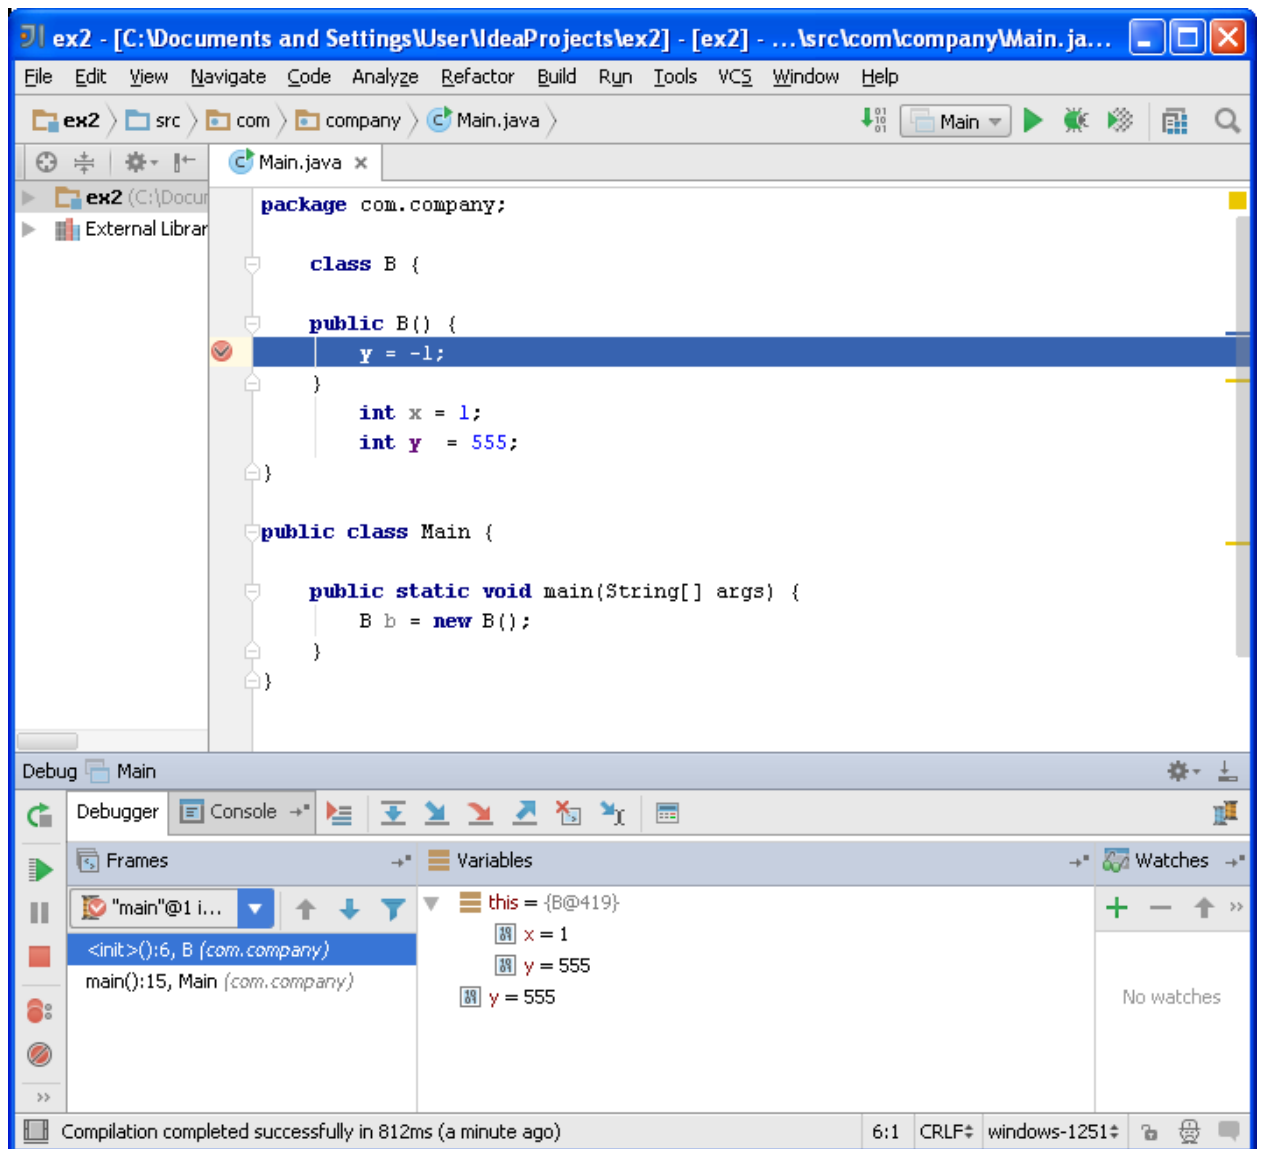 ex2 - [C:\Documents and Settings\User\IdeaProjects\ex2] - [ex2] - ...\src\com\company\Main.ja...
File Edit View Navigate Code Analyze Refactor Build Run Tools VCS Window Help
ex2 src com company Main.java Main
Main.java
ex2 (C:\Docum
External Librar
package com.company;
class B {
public B() {
y = -1;
}
int x = 1;
int y = 555;
}
public class Main {
public static void main(String[] args) {
B b = new B();
}
}
Debug Main
Debugger Console
Frames Variables Watches
"main"@1 i...
this = {B@419}
<init>():6, B (com.company)
x = 1
main():15, Main (com.company)
y = 555
y = 555
No watches
Compilation completed successfully in 812ms (a minute ago) 6:1 CRLF windows-1251